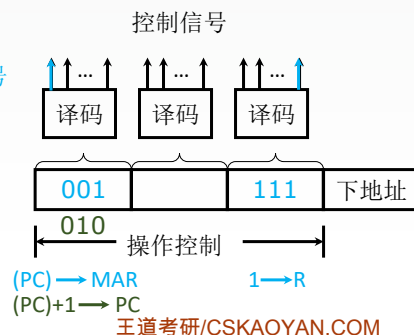 控制信号
号
... ... ...
译码 译码 译码
001 111 下地址
010
操作控制
(PC) → MAR 1→R
(PC)+1 → PC
王道考研/CSKAOYAN.COM